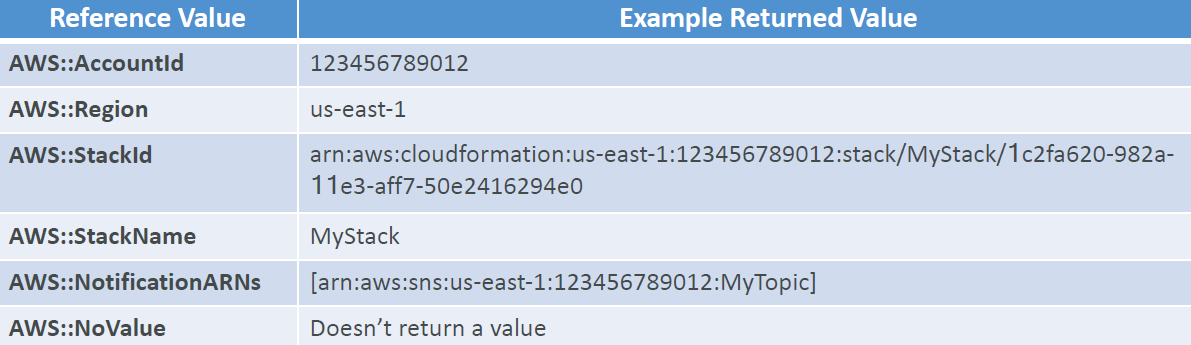 Reference Value Example Returned Value
AWS::AccountId 123456789012
AWS::Region us-east-1
AWS::StackId arn:aws:cloudformation:us-east-1:123456789012:stack/MyStack/1c2fa620-982a-
11e3-aff7-50e2416294e0
AWS::StackName MyStack
AWS::NotificationARNs [arn:aws:sns:us-east-1:123456789012:MyTopic]
AWS::NoValue Doesn’t return a value